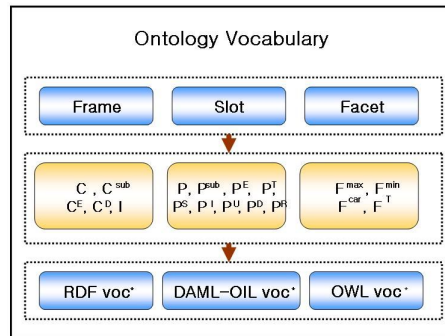 Ontology Vocabulary
Frame Slot Facet
C , C^sub P, P^sub, P^E, P^T, F^max, F^min
C^E, C^D, I P^S, P^I, P^U, P^D, P^R F^car, F^T
RDF voc⁺ DAML-OIL voc⁺ OWL voc⁺